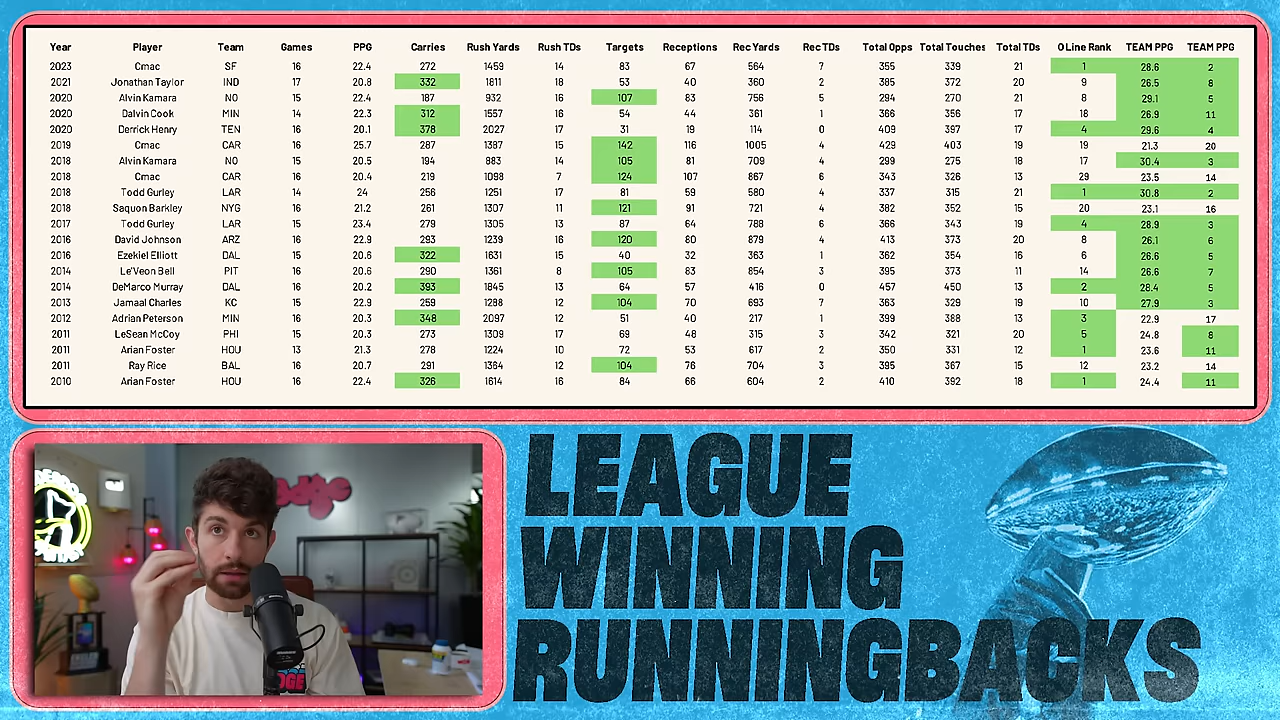 Year Player Team Games PPG Carries Rush Yards Rush TDs Targets Receptions Rec Yards Rec TDs Total Opps Total Touches Total TDs O Line Rank TEAM PPG TEAM PPG
2023 Cmac SF 16 22.4 272 1459 14 83 67 564 7 355 339 21 1 28.6 2
2021 Jonathan Taylor IND 17 20.8 332 1811 18 53 40 360 2 385 372 20 9 26.5 8
2020 Alvin Kamara NO 15 22.4 187 932 16 107 83 756 5 294 270 21 8 29.1 5
2020 Dalvin Cook MIN 14 22.3 312 1557 16 54 44 361 1 366 356 17 18 26.9 11
2020 Derrick Henry TEN 16 20.1 378 2027 17 31 19 114 0 409 397 17 4 29.6 4
2019 Cmac CAR 16 25.7 287 1387 15 142 116 1005 4 429 403 19 19 21.3 20
2018 Alvin Kamara NO 15 20.5 194 883 14 105 81 709 4 299 275 18 17 30.4 3
2018 Cmac CAR 16 20.4 219 1098 7 124 107 867 6 343 326 13 29 23.5 14
2018 Todd Gurley LAR 14 24 256 1251 17 81 59 580 4 337 315 21 1 30.8 2
2018 Saquon Barkley NYG 16 21.2 261 1307 11 121 91 721 4 382 352 15 20 23.1 16
2017 Todd Gurley LAR 15 23.4 279 1305 13 87 64 788 6 366 343 19 4 28.9 3
2016 David Johnson ARZ 16 22.9 293 1239 16 120 80 879 4 413 373 20 8 26.1 6
2016 Ezekiel Elliott DAL 15 20.6 322 1631 15 40 32 363 1 362 354 16 6 26.6 5
2014 Le'Veon Bell PIT 16 20.6 290 1361 8 105 83 854 3 395 373 11 14 26.6 7
2014 DeMarco Murray DAL 16 20.2 393 1845 13 64 57 416 0 457 450 13 2 28.4 5
2013 Jamaal Charles KC 15 22.9 259 1288 12 104 70 693 7 363 329 19 10 27.9 3
2012 Adrian Peterson MIN 16 20.3 348 2097 12 51 40 217 1 399 388 13 3 22.9 17
2011 LeSean McCoy PHI 15 20.3 273 1309 17 69 48 315 3 342 321 20 5 24.8 8
2011 Arian Foster HOU 13 21.3 278 1224 10 72 53 617 2 350 331 12 1 23.6 11
2011 Ray Rice BAL 16 20.7 291 1364 12 104 76 704 3 395 367 15 12 23.2 14
2010 Arian Foster HOU 16 22.4 326 1614 16 84 66 604 2 410 392 18 1 24.4 11
LEAGUE
WINNING
RUNNINGBACKS